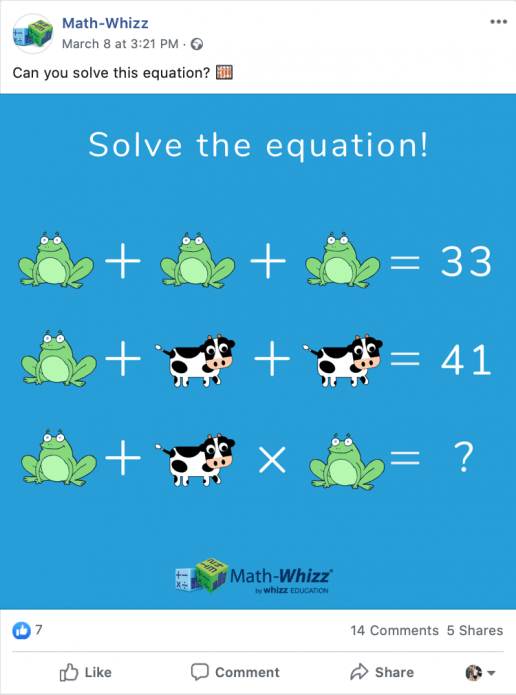 Math-Whizz
March 8 at 3:21 PM ·
Can you solve this equation?
Solve the equation!
+ + = 33
+ + = 41
+ × = ?
Math-Whizz
by whizz EDUCATION
7
14 Comments 5 Shares
Like Comment Share